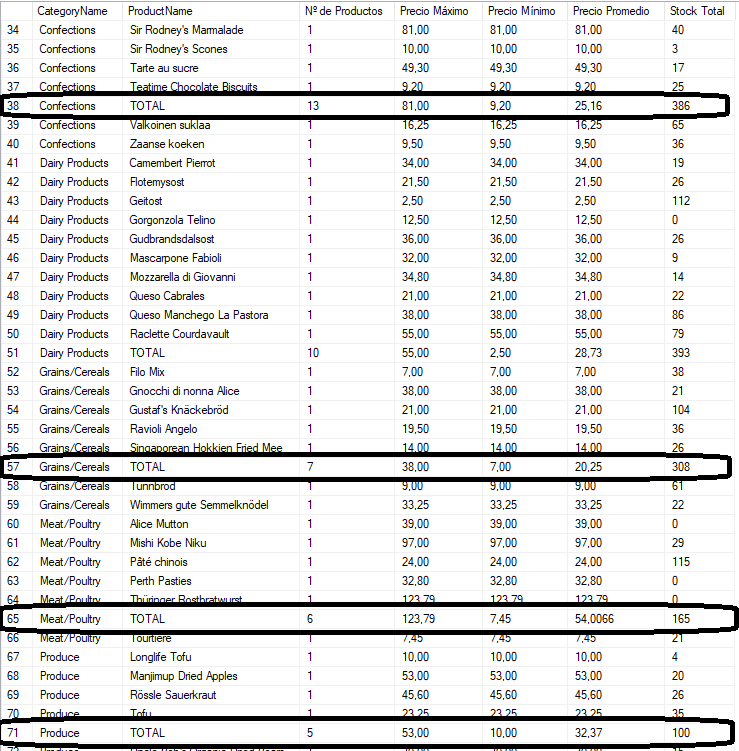 CategoryName ProductName Nº de Productos Precio Máximo Precio Mínimo Precio Promedio Stock Total
34 Confections Sir Rodney's Marmalade 1 81,00 81,00 81,00 40
35 Confections Sir Rodney's Scones 1 10,00 10,00 10,00 3
36 Confections Tarte au sucre 1 49,30 49,30 49,30 17
37 Confections Teatime Chocolate Biscuits 1 9,20 9,20 9,20 25
38 Confections TOTAL 13 81,00 9,20 25,16 386
39 Confections Valkoinen suklaa 1 16,25 16,25 16,25 65
40 Confections Zaanse koeken 1 9,50 9,50 9,50 36
41 Dairy Products Camembert Pierrot 1 34,00 34,00 34,00 19
42 Dairy Products Flotemysost 1 21,50 21,50 21,50 26
43 Dairy Products Geitost 1 2,50 2,50 2,50 112
44 Dairy Products Gorgonzola Telino 1 12,50 12,50 12,50 0
45 Dairy Products Gudbrandsdalsost 1 36,00 36,00 36,00 26
46 Dairy Products Mascarpone Fabioli 1 32,00 32,00 32,00 9
47 Dairy Products Mozzarella di Giovanni 1 34,80 34,80 34,80 14
48 Dairy Products Queso Cabrales 1 21,00 21,00 21,00 22
49 Dairy Products Queso Manchego La Pastora 1 38,00 38,00 38,00 86
50 Dairy Products Raclette Courdavault 1 55,00 55,00 55,00 79
51 Dairy Products TOTAL 10 55,00 2,50 28,73 393
52 Grains/Cereals Filo Mix 1 7,00 7,00 7,00 38
53 Grains/Cereals Gnocchi di nonna Alice 1 38,00 38,00 38,00 21
54 Grains/Cereals Gustaf's Knäckebröd 1 21,00 21,00 21,00 104
55 Grains/Cereals Ravioli Angelo 1 19,50 19,50 19,50 36
56 Grains/Cereals Singaporean Hokkien Fried Mee 1 14,00 14,00 14,00 26
57 Grains/Cereals TOTAL 7 38,00 7,00 20,25 308
58 Grains/Cereals Tunnbröd 1 9,00 9,00 9,00 61
59 Grains/Cereals Wimmers gute Semmelknödel 1 33,25 33,25 33,25 22
60 Meat/Poultry Alice Mutton 1 39,00 39,00 39,00 0
61 Meat/Poultry Mishi Kobe Niku 1 97,00 97,00 97,00 29
62 Meat/Poultry Pâté chinois 1 24,00 24,00 24,00 115
63 Meat/Poultry Perth Pasties 1 32,80 32,80 32,80 0
64 Meat/Poultry Thüringer Rostbratwurst 1 123,79 123,79 123,79 0
65 Meat/Poultry TOTAL 6 123,79 7,45 54,0066 165
66 Meat/Poultry Tourtière 1 7,45 7,45 7,45 21
67 Produce Longlife Tofu 1 10,00 10,00 10,00 4
68 Produce Manjimup Dried Apples 1 53,00 53,00 53,00 20
69 Produce Rössle Sauerkraut 1 45,60 45,60 45,60 26
70 Produce Tofu 1 23,25 23,25 23,25 35
71 Produce TOTAL 5 53,00 10,00 32,37 100